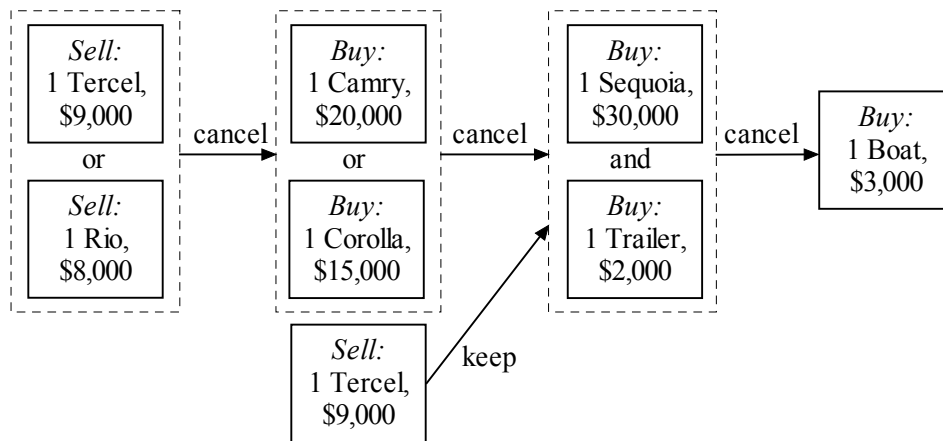 Sell:
1 Tercel,
$9,000
or
Sell:
1 Rio,
$8,000
cancel
Buy:
1 Camry,
$20,000
or
Buy:
1 Corolla,
$15,000
Sell:
1 Tercel,
$9,000
cancel
keep
Buy:
1 Sequoia,
$30,000
and
Buy:
1 Trailer,
$2,000
cancel
Buy:
1 Boat,
$3,000